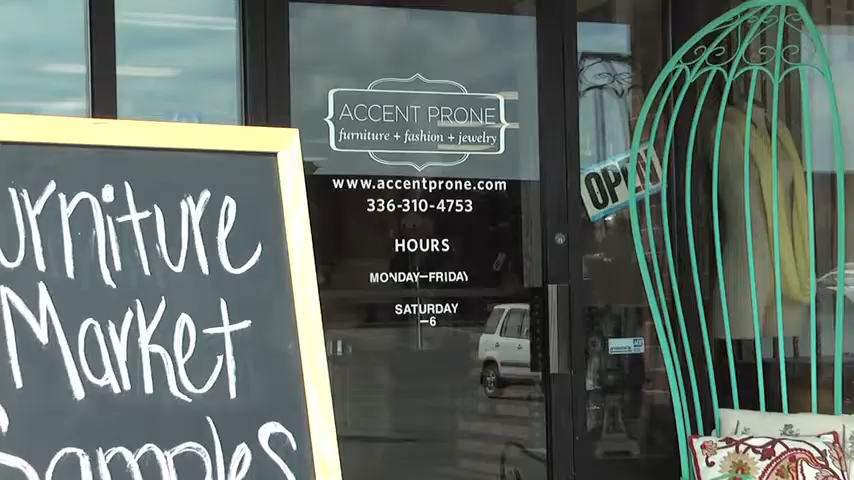 urniture
Market
Samples
ACCENT PRONE
furniture + fashion + jewelry
www.accentprone.com
336-310-4753
HOURS
MONDAY–FRIDAY
SATURDAY
–6
OPEN